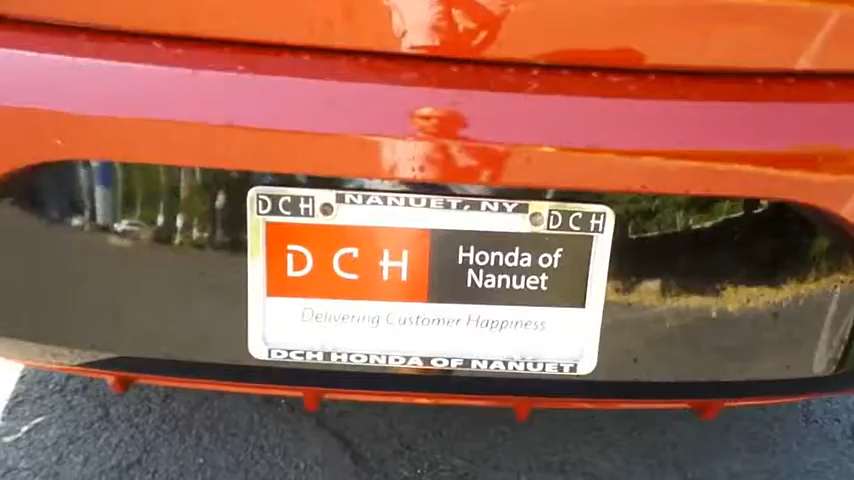 NANUET, NY
DCH DCH
DCH
Honda of
Nanuet
Delivering Customer Happiness
DCH HONDA OF NANUET